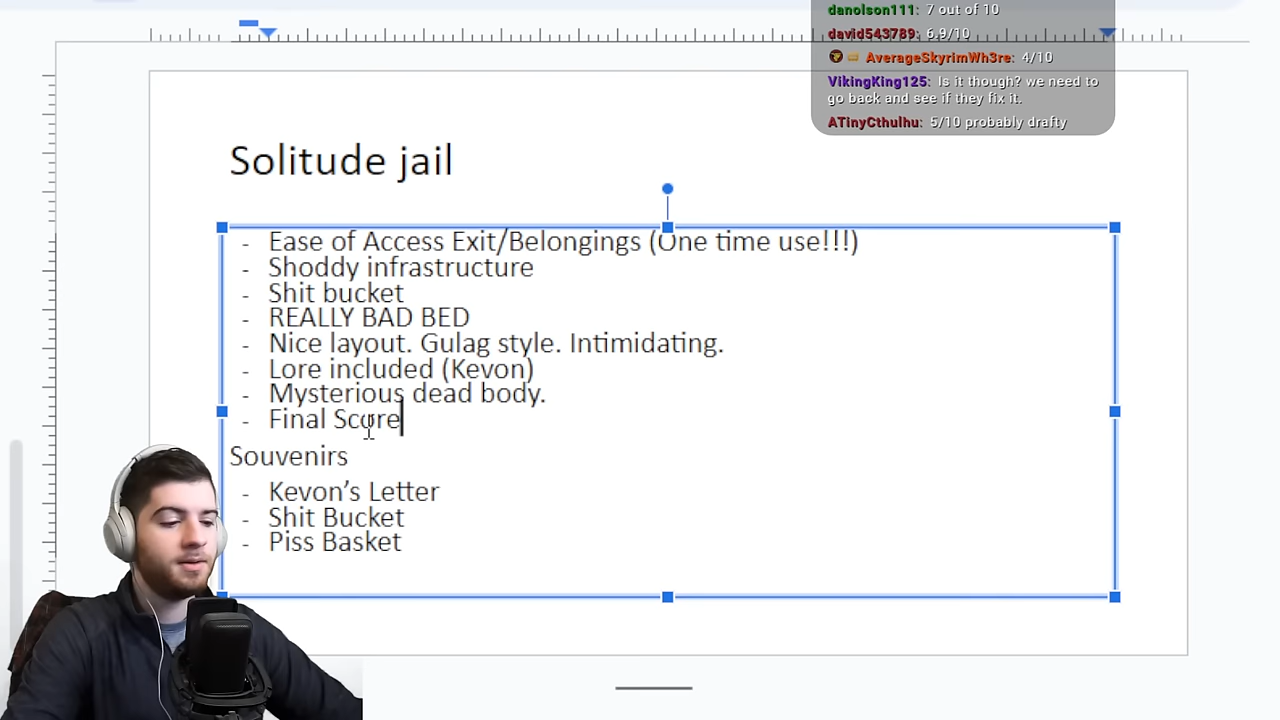 danolson111: 7 out of 10
david543789: 6.9/10
AverageSkyrimWh3re: 4/10
VikingKing125: Is it though? we need to
go back and see if they fix it.
ATinyCthulhu: 5/10 probably drafty
Solitude jail
- Ease of Access Exit/Belongings (One time use!!!)
- Shoddy infrastructure
- Shit bucket
- REALLY BAD BED
- Nice layout. Gulag style. Intimidating.
- Lore included (Kevon)
- Mysterious dead body.
- Final Score
Souvenirs
- Kevon’s Letter
- Shit Bucket
- Piss Basket